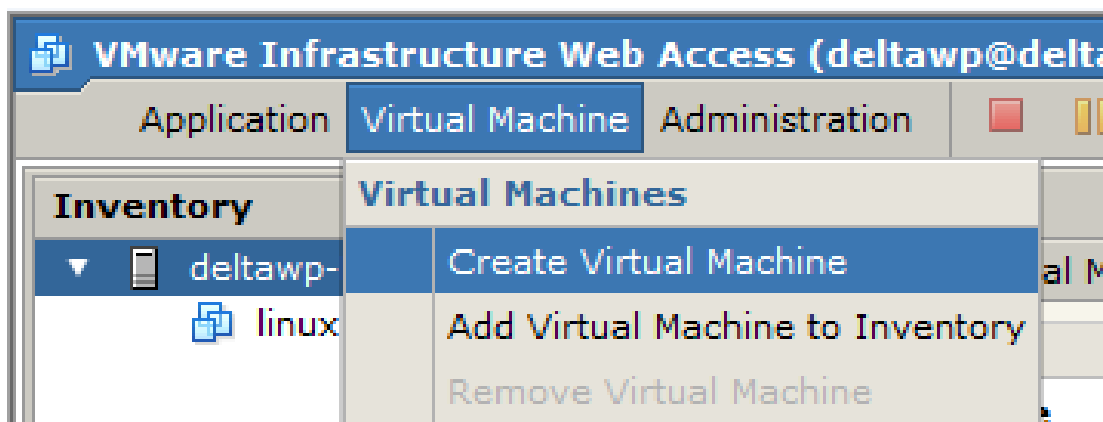 VMware Infrastructure Web Access (deltawp@delta
Application Virtual Machine Administration
Inventory
Virtual Machines
deltawp-
Create Virtual Machine
al M
linux
Add Virtual Machine to Inventory
Remove Virtual Machine